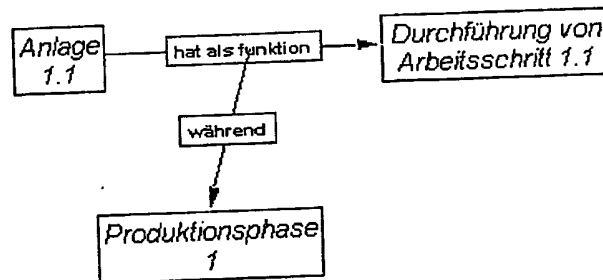 Anlage
1.1
hat als funktion
Durchführung von
Arbeitsschritt 1.1
während
Produktionsphase
1